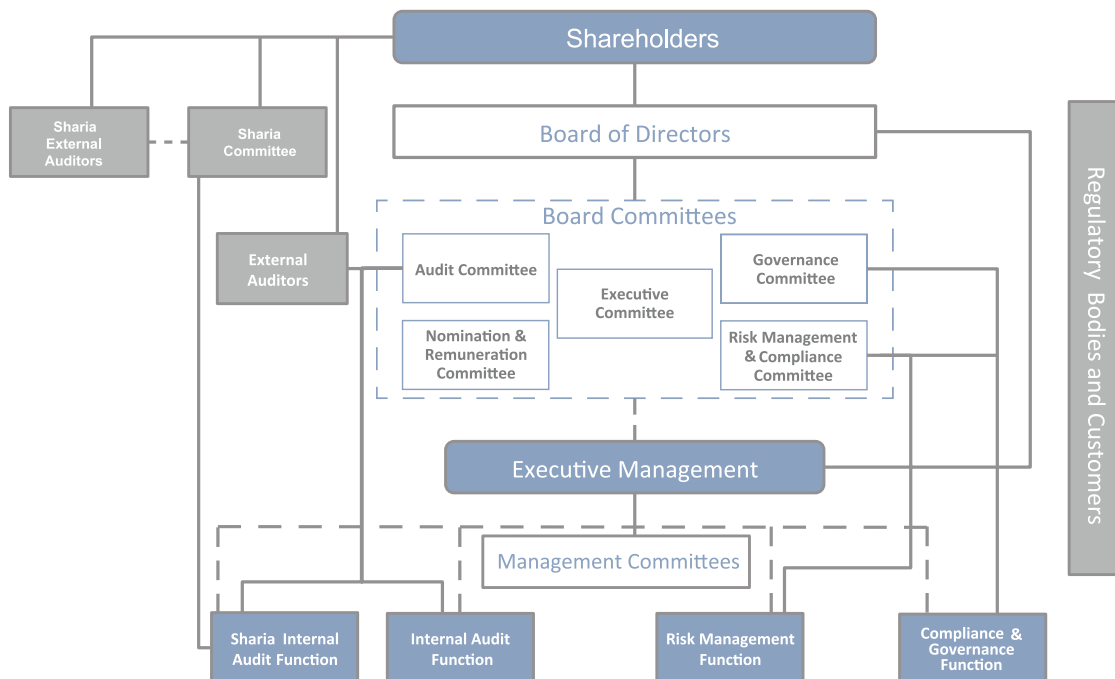 Shareholders
Sharia
External
Auditors
Sharia
Committee
Board of Directors
Board Committees
External
Auditors
Audit Committee
Executive
Committee
Governance
Committee
Nomination &
Remuneration
Committee
Risk Management
& Compliance
Committee
Regulatory Bodies and Customers
Executive Management
Management Committees
Sharia Internal
Audit Function
Internal Audit
Function
Risk Management
Function
Compliance &
Governance
Function